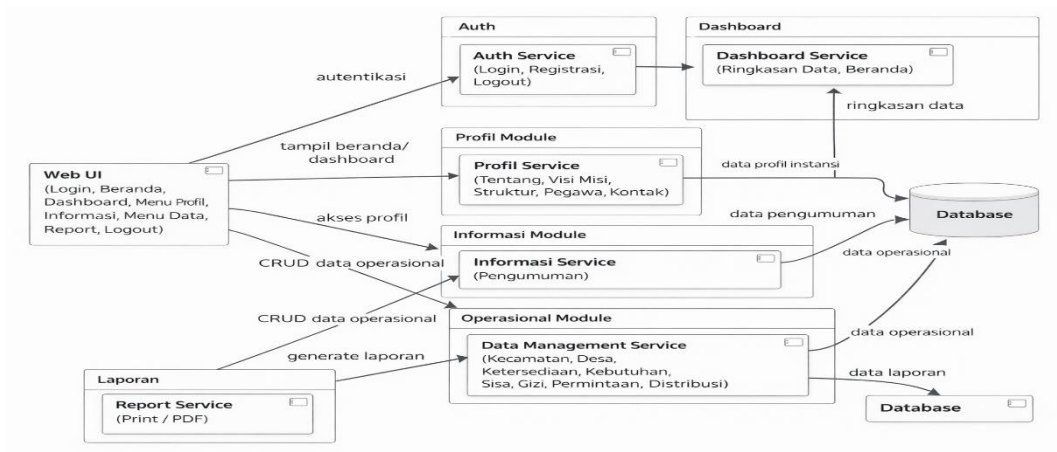 Auth
Auth Service
(Login, Registrasi,
Logout)
Dashboard
Dashboard Service
(Ringkasan Data, Beranda)
autentikasi
ringkasan data
tampil beranda/
dashboard
Profil Module
Profil Service
(Tentang, Visi Misi,
Struktur, Pegawa, Kontak)
data profil instansi
Web UI
(Login, Beranda,
Dashboard, Menu Profil,
Informasi, Menu Data,
Report, Logout)
Database
akses profil
data pengumuman
Informasi Module
Informasi Service
(Pengumuman)
CRUD data operasional
data operasional
CRUD data operasional
Operasional Module
Data Management Service
(Kecamatan, Desa,
Ketersediaan, Kebutuhan,
Sisa, Gizi, Permintaan, Distribusi)
data operasional
generate laporan
data laporan
Laporan
Report Service
(Print / PDF)
Database